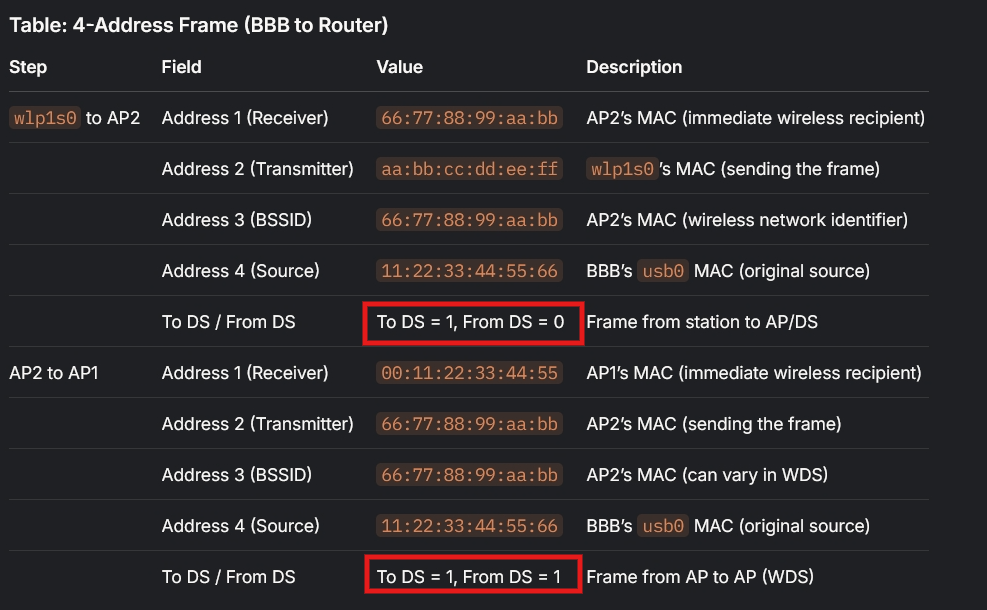 Table: 4-Address Frame (BBB to Router)
Step Field Value Description
wlp1s0 to AP2 Address 1 (Receiver) 66:77:88:99:aa:bb AP2’s MAC (immediate wireless recipient)
Address 2 (Transmitter) aa:bb:cc:dd:ee:ff wlp1s0’s MAC (sending the frame)
Address 3 (BSSID) 66:77:88:99:aa:bb AP2’s MAC (wireless network identifier)
Address 4 (Source) 11:22:33:44:55:66 BBB’s usb0 MAC (original source)
To DS / From DS To DS = 1, From DS = 0 Frame from station to AP/DS
AP2 to AP1 Address 1 (Receiver) 00:11:22:33:44:55 AP1’s MAC (immediate wireless recipient)
Address 2 (Transmitter) 66:77:88:99:aa:bb AP2’s MAC (sending the frame)
Address 3 (BSSID) 66:77:88:99:aa:bb AP2’s MAC (can vary in WDS)
Address 4 (Source) 11:22:33:44:55:66 BBB’s usb0 MAC (original source)
To DS / From DS To DS = 1, From DS = 1 Frame from AP to AP (WDS)